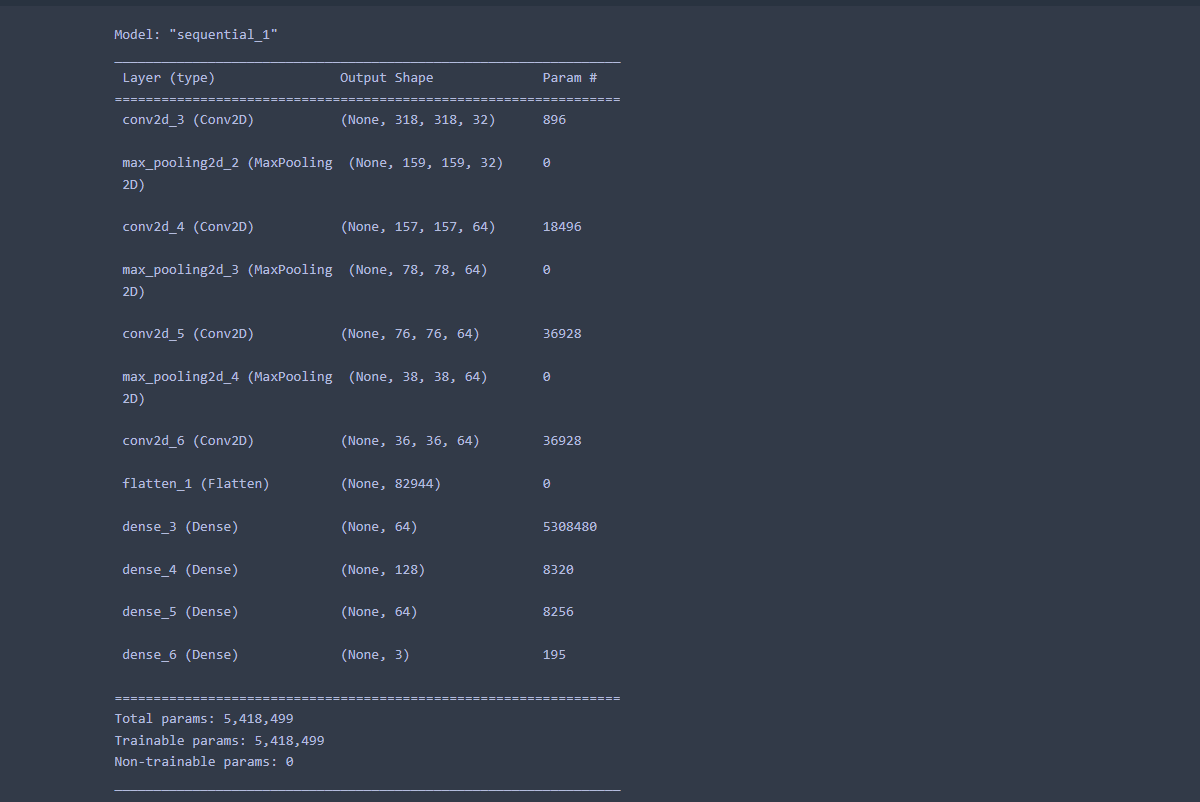 Model: "sequential_1"
_________________________________________________________________
Layer (type) Output Shape Param #
=================================================================
conv2d_3 (Conv2D) (None, 318, 318, 32) 896
max_pooling2d_2 (MaxPooling (None, 159, 159, 32) 0
2D)
conv2d_4 (Conv2D) (None, 157, 157, 64) 18496
max_pooling2d_3 (MaxPooling (None, 78, 78, 64) 0
2D)
conv2d_5 (Conv2D) (None, 76, 76, 64) 36928
max_pooling2d_4 (MaxPooling (None, 38, 38, 64) 0
2D)
conv2d_6 (Conv2D) (None, 36, 36, 64) 36928
flatten_1 (Flatten) (None, 82944) 0
dense_3 (Dense) (None, 64) 5308480
dense_4 (Dense) (None, 128) 8320
dense_5 (Dense) (None, 64) 8256
dense_6 (Dense) (None, 3) 195
=================================================================
Total params: 5,418,499
Trainable params: 5,418,499
Non-trainable params: 0
_________________________________________________________________